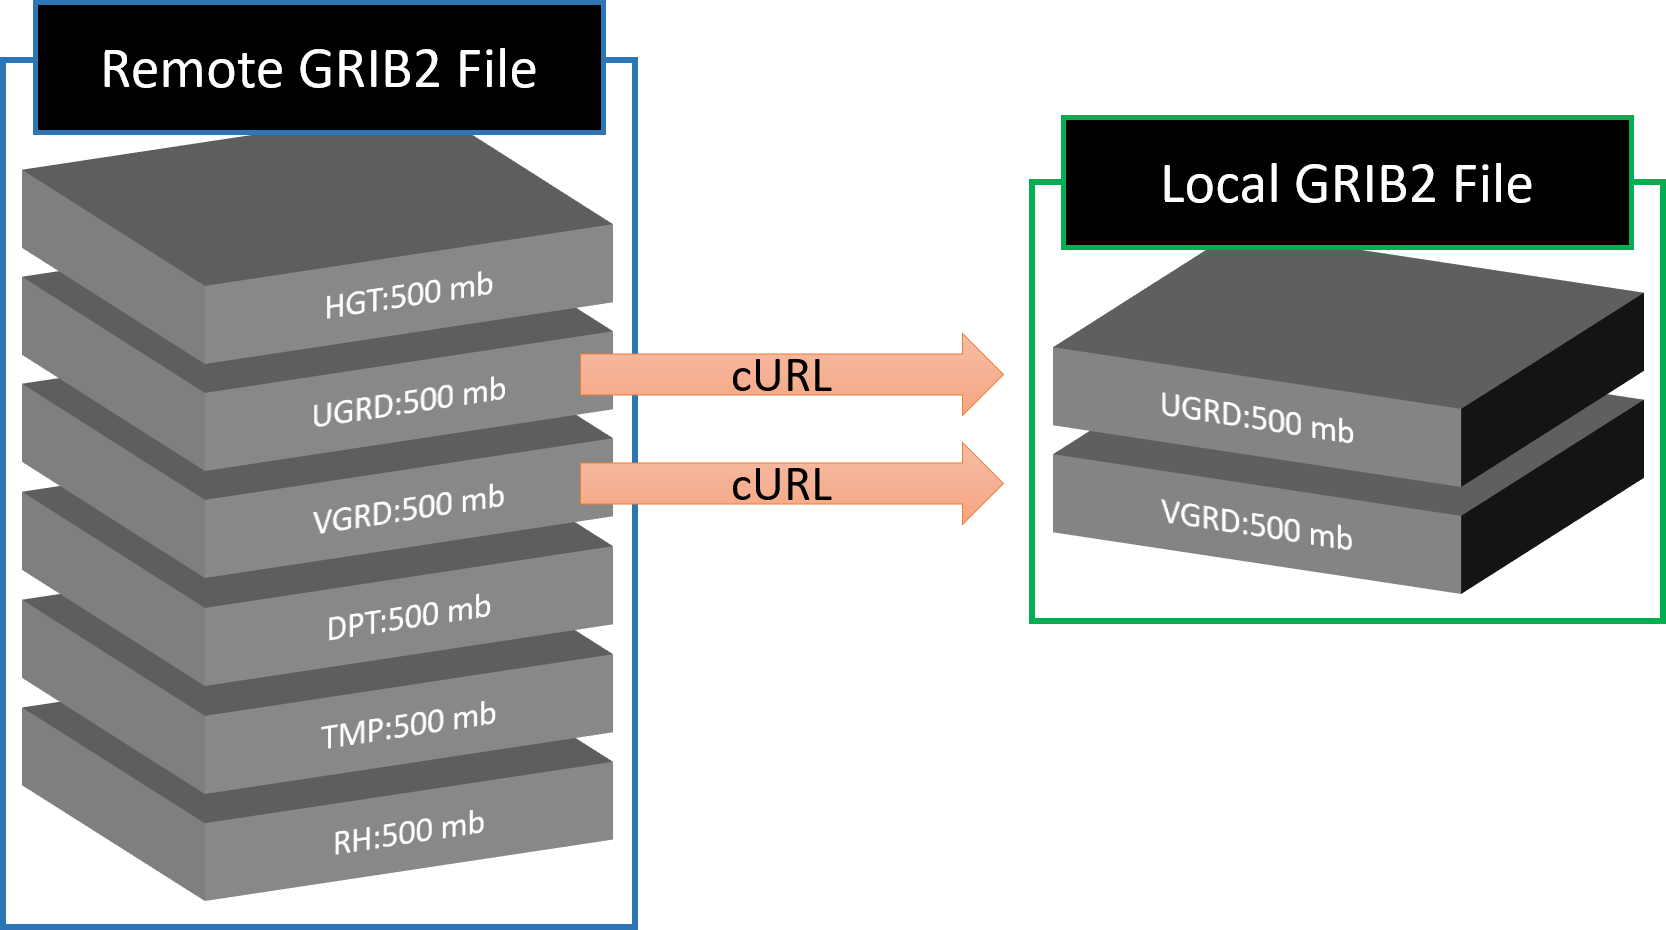 Remote GRIB2 File
HGT:500 mb
UGRD:500 mb
VGRD:500 mb
DPT:500 mb
TMP:500 mb
RH:500 mb
cURL
cURL
Local GRIB2 File
UGRD:500 mb
VGRD:500 mb